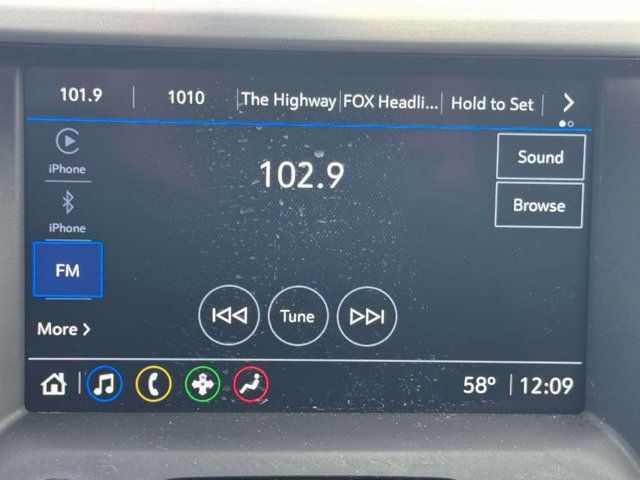 101.9 1010 The Highway FOX Headli... Hold to Set
iPhone
102.9
Sound
iPhone
Browse
FM
Tune
More
58° 12:09